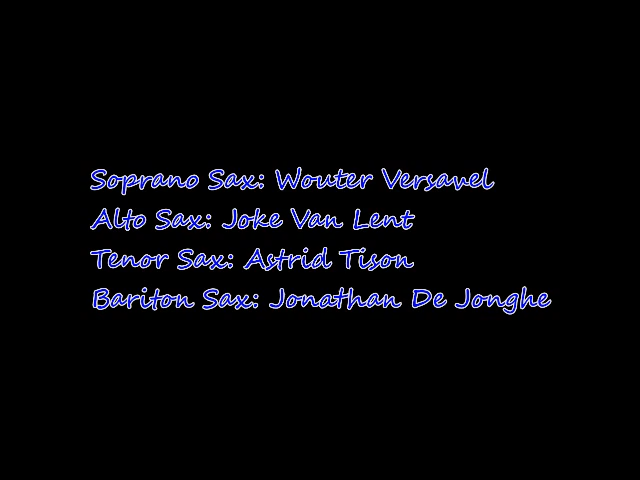 Soprano Sax: Wouter Versavel
Alto Sax: Joke Van Lent
Tenor Sax: Astrid Tison
Bariton Sax: Jonathan De Jonghe